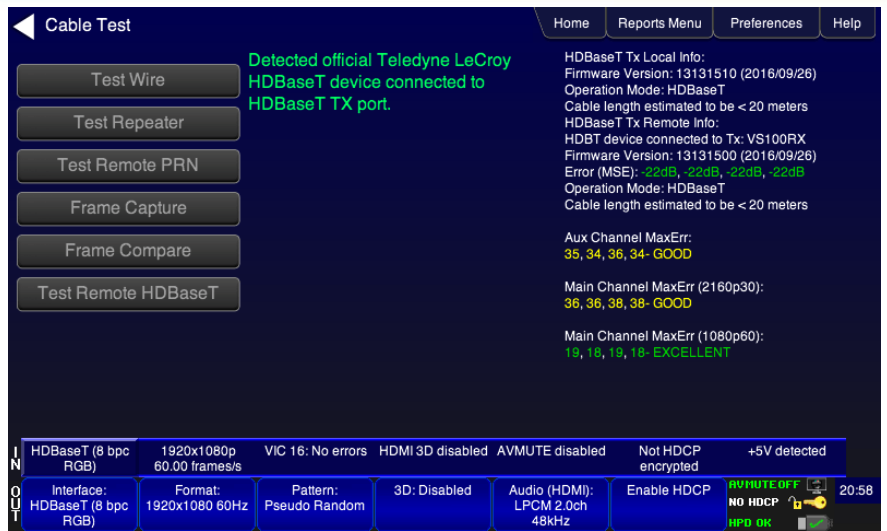 Cable Test
Home
Reports Menu
Preferences
Help
Test Wire
Test Repeater
Test Remote PRN
Frame Capture
Frame Compare
Test Remote HDBaseT
Detected official Teledyne LeCroy
HDBaseT device connected to
HDBaseT TX port.
HDBaseT Tx Local Info:
Firmware Version: 13131510 (2016/09/26)
Operation Mode: HDBaseT
Cable length estimated to be < 20 meters
HDBaseT Tx Remote Info:
HDBT device connected to Tx: VS100RX
Firmware Version: 13131500 (2016/09/26)
Error (MSE): -22dB, -22dB, -22dB, -22dB
Operation Mode: HDBaseT
Cable length estimated to be < 20 meters
Aux Channel MaxErr:
35, 34, 36, 34- GOOD
Main Channel MaxErr (2160p30):
36, 36, 38, 38- GOOD
Main Channel MaxErr (1080p60):
19, 18, 19, 18- EXCELLENT
IN
HDBaseT (8 bpc
RGB)
1920x1080p
60.00 frames/s
VIC 16: No errors
HDMI 3D disabled
AVMUTE disabled
Not HDCP
encrypted
+5V detected
OUT
Interface:
HDBaseT (8 bpc
RGB)
Format:
1920x1080 60Hz
Pattern:
Pseudo Random
3D: Disabled
Audio (HDMI):
LPCM 2.0ch
48kHz
Enable HDCP
AVMUTEOFF
NO HDCP
HPD OK
20:58